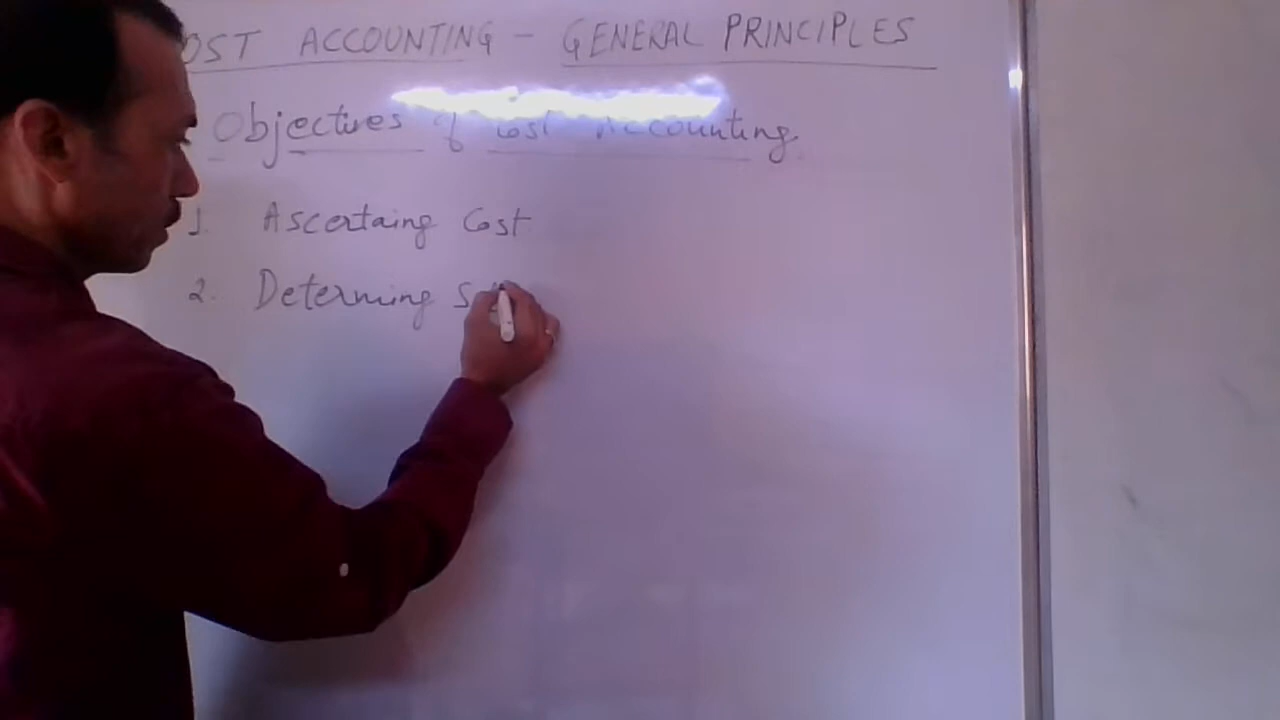 OST ACCOUNTING - GENERAL PRINCIPLES
Objectives of Cost Accounting.
1. Ascertaing Cost
2. Determing S